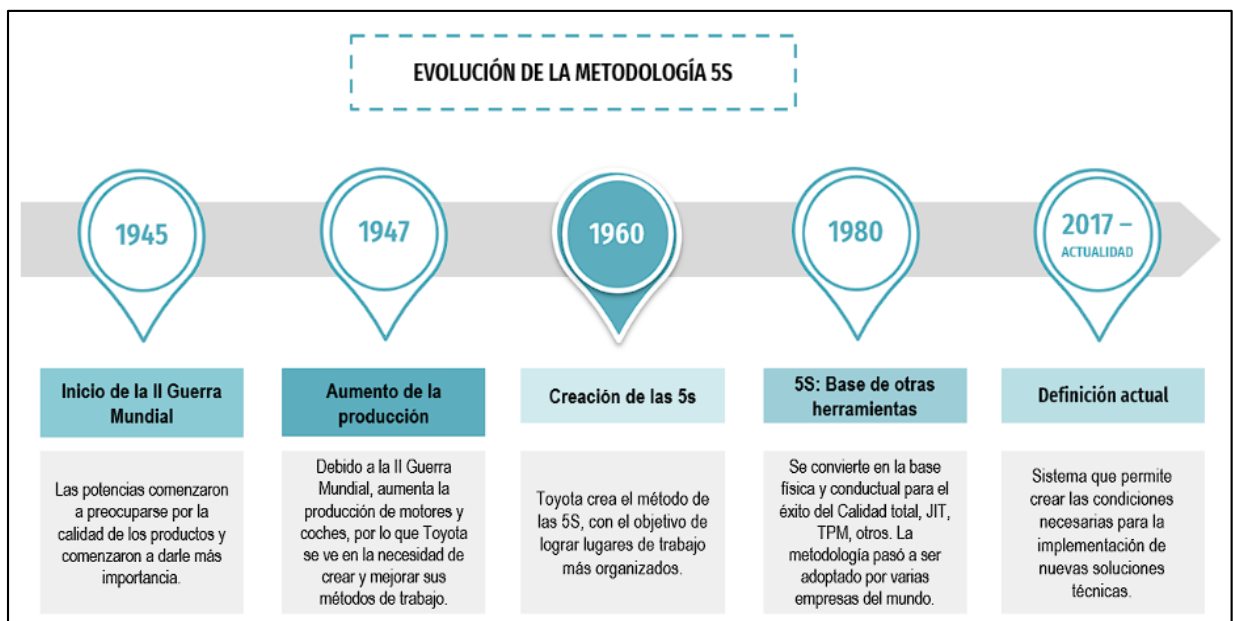 EVOLUCIÓN DE LA METODOLOGÍA 5S
1945
1947
1960
1980
2017 –
ACTUALIDAD
Inicio de la II Guerra
Mundial
Las potencias comenzaron
a preocuparse por la
calidad de los productos y
comenzaron a darle más
importancia.
Aumento de la
producción
Debido a la II Guerra
Mundial, aumenta la
producción de motores y
coches, por lo que Toyota
se ve en la necesidad de
crear y mejorar sus
métodos de trabajo.
Creación de las 5s
Toyota crea el método de
las 5S, con el objetivo de
lograr lugares de trabajo
más organizados.
5S: Base de otras
herramientas
Se convierte en la base
física y conductual para el
éxito del Calidad total, JIT,
TPM, otros. La
metodología pasó a ser
adoptado por varias
empresas del mundo.
Definición actual
Sistema que permite
crear las condiciones
necesarias para la
implementación de
nuevas soluciones
técnicas.